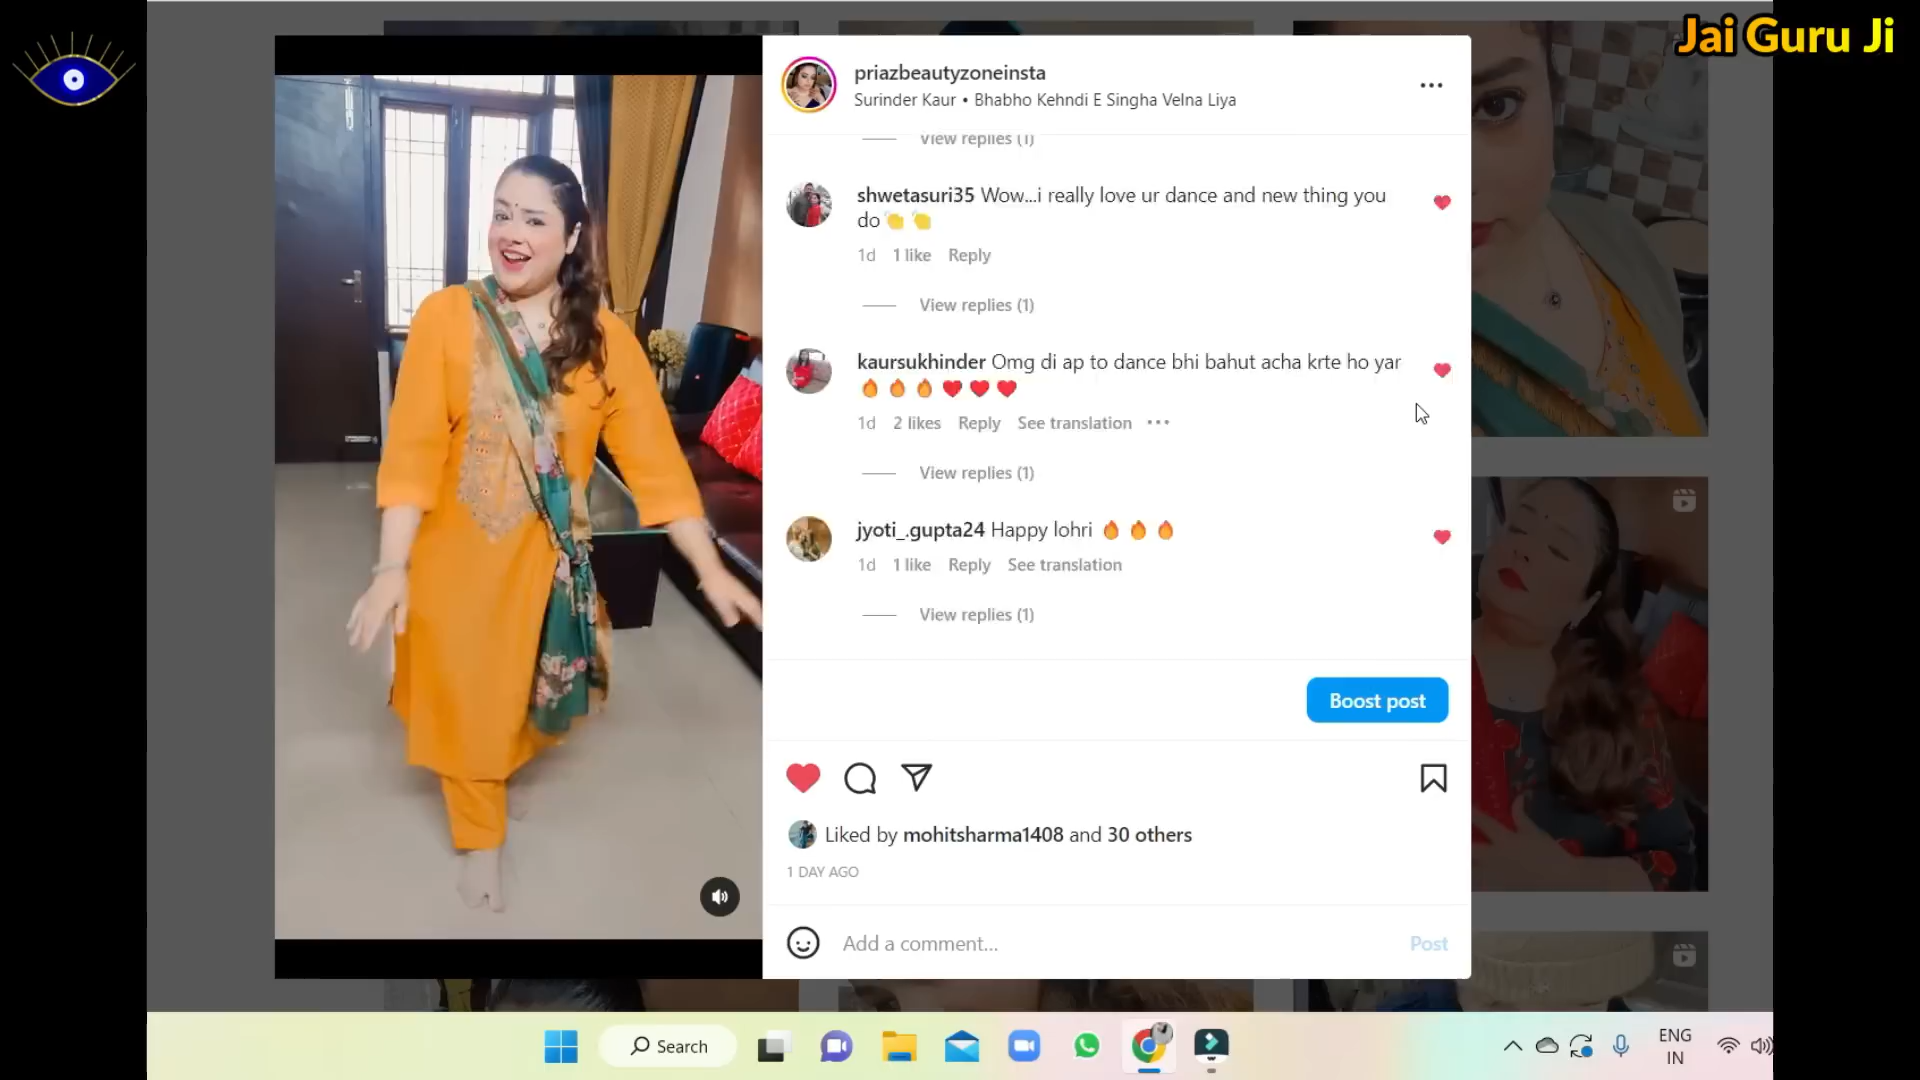 Jai Guru Ji
priazbeautyzoneinsta
Surinder Kaur • Bhabho Kehndi E Singha Velna Liya
View replies (1)
shwetasuri35 Wow...i really love ur dance and new thing you
do👏👏
1d 1 like Reply
View replies (1)
kaursukhinder Omg di ap to dance bhi bahut acha krte ho yar
🔥🔥🔥❤️❤️❤️
1d 2 likes Reply See translation •••
View replies (1)
jyoti_.gupta24 Happy lohri 🔥🔥🔥
1d 1 like Reply See translation
View replies (1)
Boost post
Liked by mohitsharma1408 and 30 others
1 DAY AGO
Add a comment...
Post
Search
ENG
IN